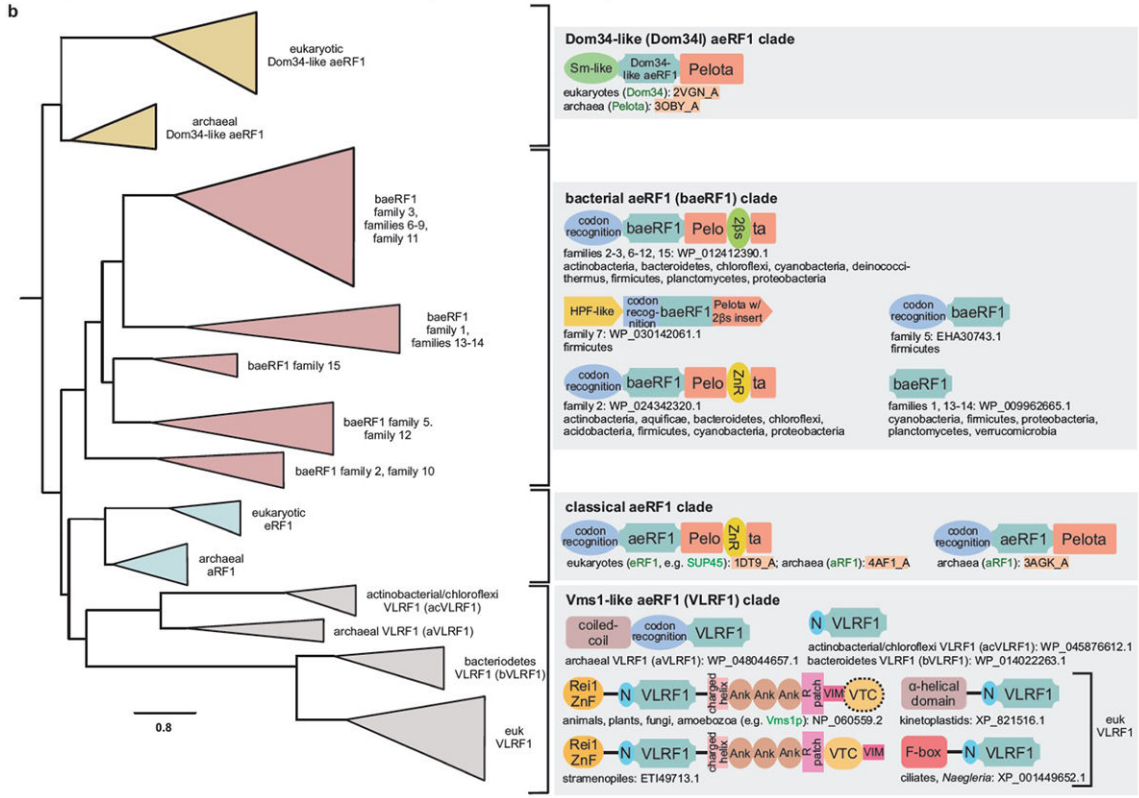 b
eukaryotic
Dom34-like aeRF1
archaeal
Dom34-like aeRF1
baeRF1
family 3,
families 6-9,
family 11
baeRF1
family 1,
families 13-14
baeRF1 family 15
baeRF1 family 5.
family 12
baeRF1 family 2, family 10
eukaryotic
eRF1
archaeal
aRF1
actinobacterial/chloroflexi
VLRF1 (acVLRF1)
archaeal VLRF1 (aVLRF1)
bacteriodetes
VLRF1 (bVLRF1)
euk
VLRF1
0.8
Dom34-like (Dom34l) aeRF1 clade
Sm-like
Dom34-
like aeRF1
Pelota
eukaryotes (Dom34): 2VGN_A
archaea (Pelota): 3OBY_A
bacterial aeRF1 (baeRF1) clade
codon
recognition
baeRF1
Pelo
2βs
ta
families 2-3, 6-12, 15: WP_012412390.1
actinobacteria, bacteroidetes, chloroflexi, cyanobacteria, deinococci-
thermus, firmicutes, planctomycetes, proteobacteria
HPF-like
codon
recog-
nition
baeRF1
Pelota w/
2βs insert
family 7: WP_030142061.1
firmicutes
codon
recognition
baeRF1
family 5: EHA30743.1
firmicutes
codon
recognition
baeRF1
Pelo
ZnR
ta
family 2: WP_024342320.1
actinobacteria, aquificae, bacteroidetes, chloroflexi,
acidobacteria, firmicutes, cyanobacteria, proteobacteria
baeRF1
families 1, 13-14: WP_009962665.1
cyanobacteria, firmicutes, proteobacteria,
planctomycetes, verrucomicrobia
classical aeRF1 clade
codon
recognition
aeRF1
Pelo
ZnR
ta
eukaryotes (eRF1, e.g. SUP45): 1DT9_A; archaea (aRF1): 4AF1_A
codon
recognition
aeRF1
Pelota
archaea (aRF1): 3AGK_A
Vms1-like aeRF1 (VLRF1) clade
coiled-
coil
codon
recognition
VLRF1
archaeal VLRF1 (aVLRF1): WP_048044657.1
N
VLRF1
actinobacterial/chloroflexi VLRF1 (acVLRF1): WP_045876612.1
bacteroidetes VLRF1 (bVLRF1): WP_014022263.1
Rei1
ZnF
N
VLRF1
charged
helix
Ank
Ank
Ank
R
patch
VIM
VTC
animals, plants, fungi, amoebozoa (e.g. Vms1p): NP_060559.2
α-helical
domain
N
VLRF1
kinetoplastids: XP_821516.1
Rei1
ZnF
N
VLRF1
charged
helix
Ank
Ank
Ank
R
patch
VTC
VIM
stramenopiles: ETI49713.1
F-box
N
VLRF1
ciliates, Naegleria: XP_001449652.1
euk
VLRF1